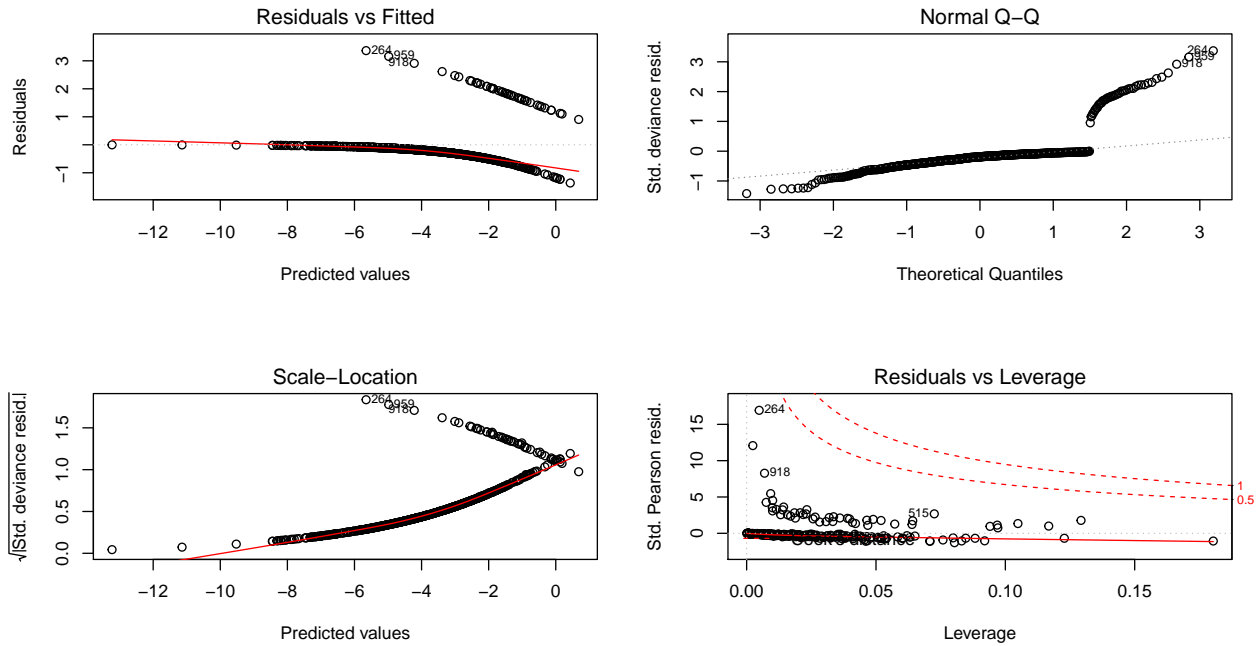 Residuals vs Fitted
Residuals
3
2
1
0
−1
264
959
918
−12 −10 −8 −6 −4 −2 0
Predicted values
Normal Q−Q
Std. deviance resid.
3
2
1
0
−1
264
959
918
−3 −2 −1 0 1 2 3
Theoretical Quantiles
Scale−Location
√|Std. deviance resid.|
1.5
1.0
0.5
0.0
264
959
918
−12 −10 −8 −6 −4 −2 0
Predicted values
Residuals vs Leverage
Std. Pearson resid.
15
10
5
0
264
918
515
1
0.5
0.00 0.05 0.10 0.15
Leverage